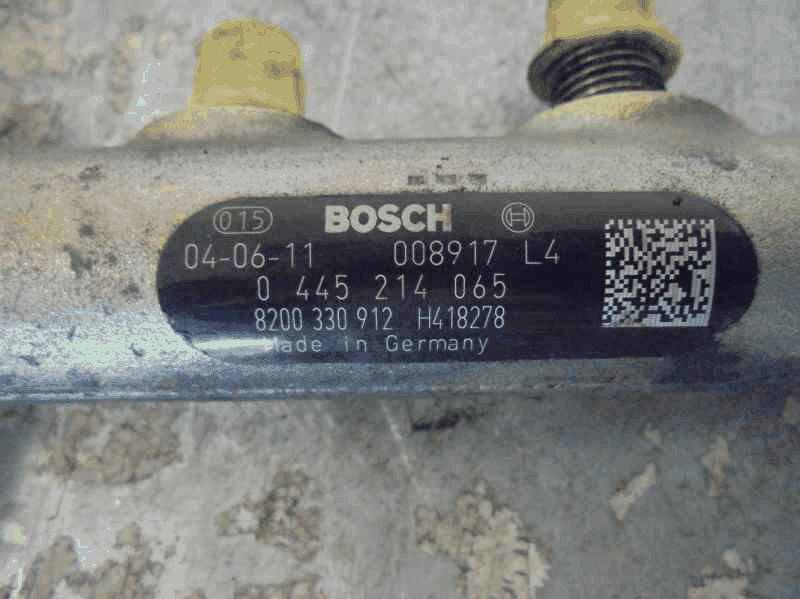 015 BOSCH
04-06-11 008917 L4
0 445 214 065
8200 330 912 H418278
Made in Germany